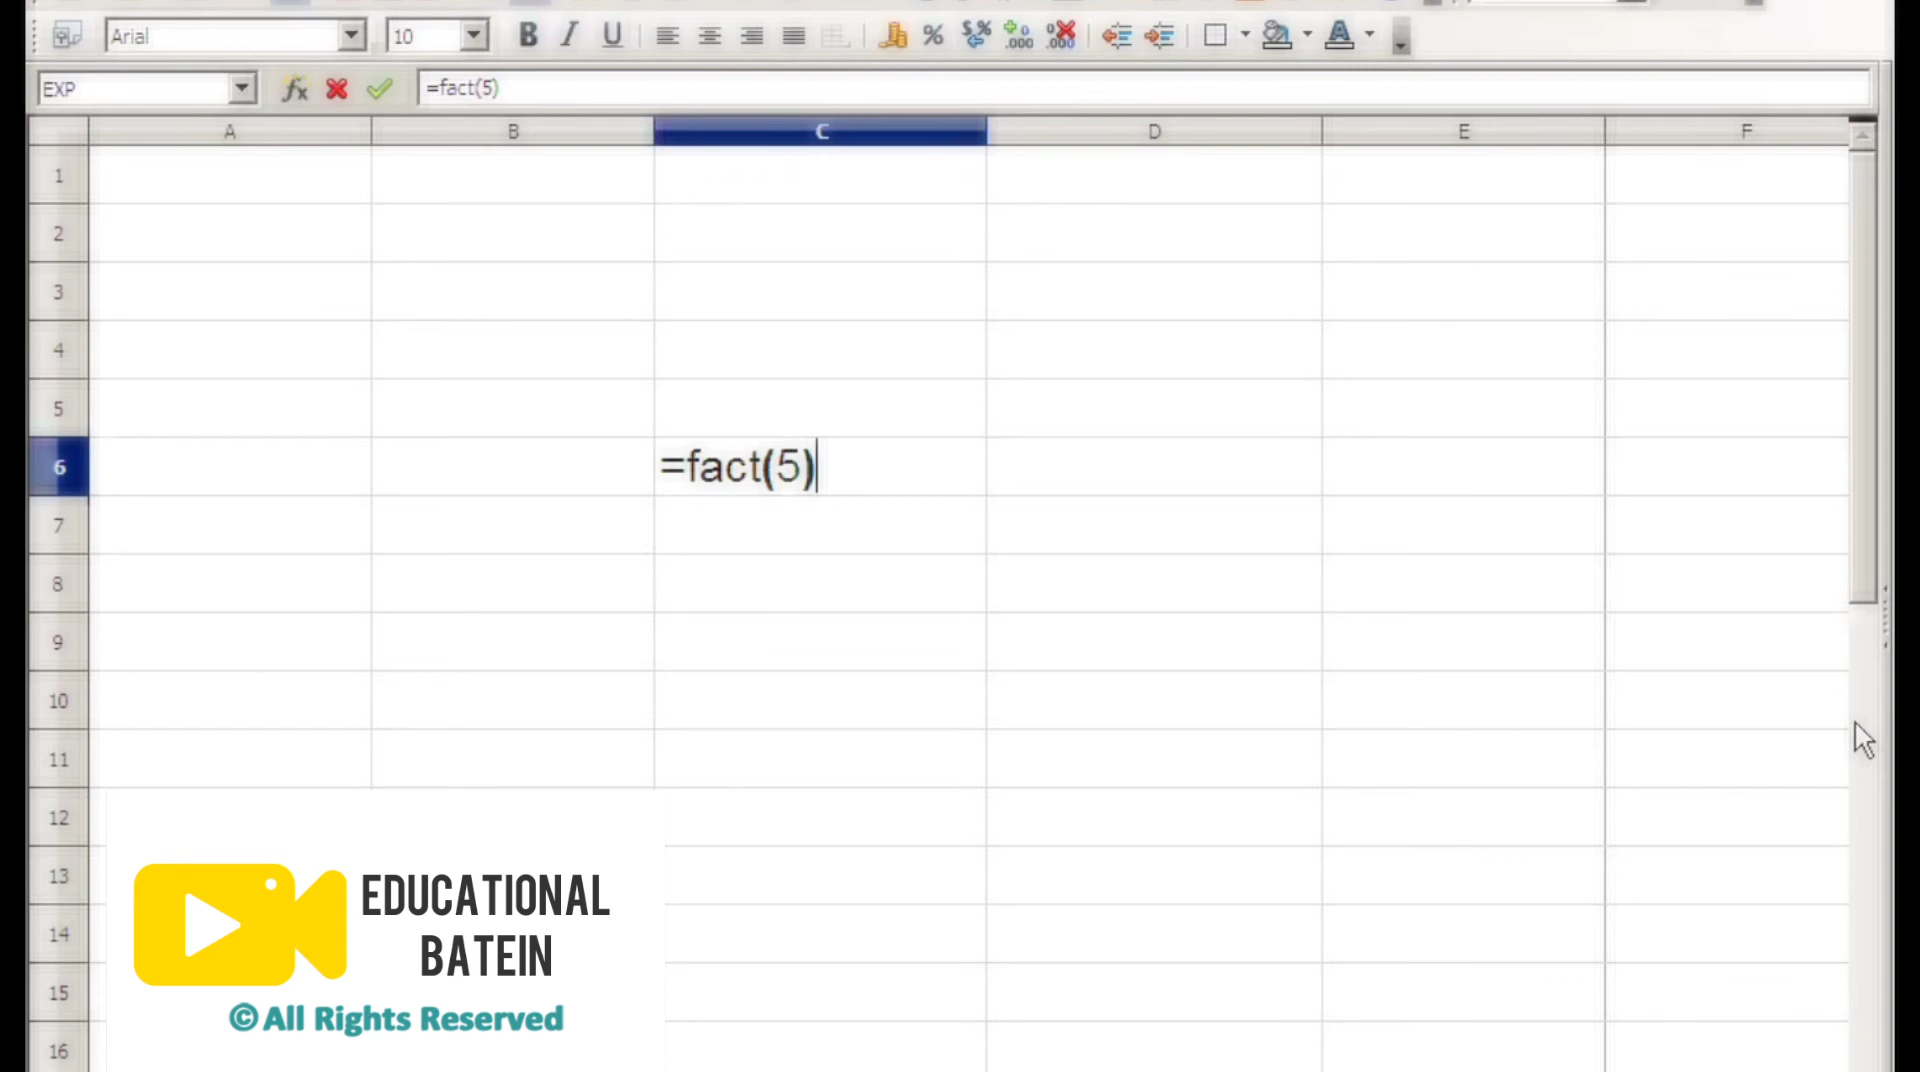 Arial
10
B I U
%
EXP
fx
=fact(5)
A B C D E F
1
2
3
4
5
6 =fact(5)
7
8
9
10
11
12
13
14
15
16
EDUCATIONAL
BATEIN
©All Rights Reserved